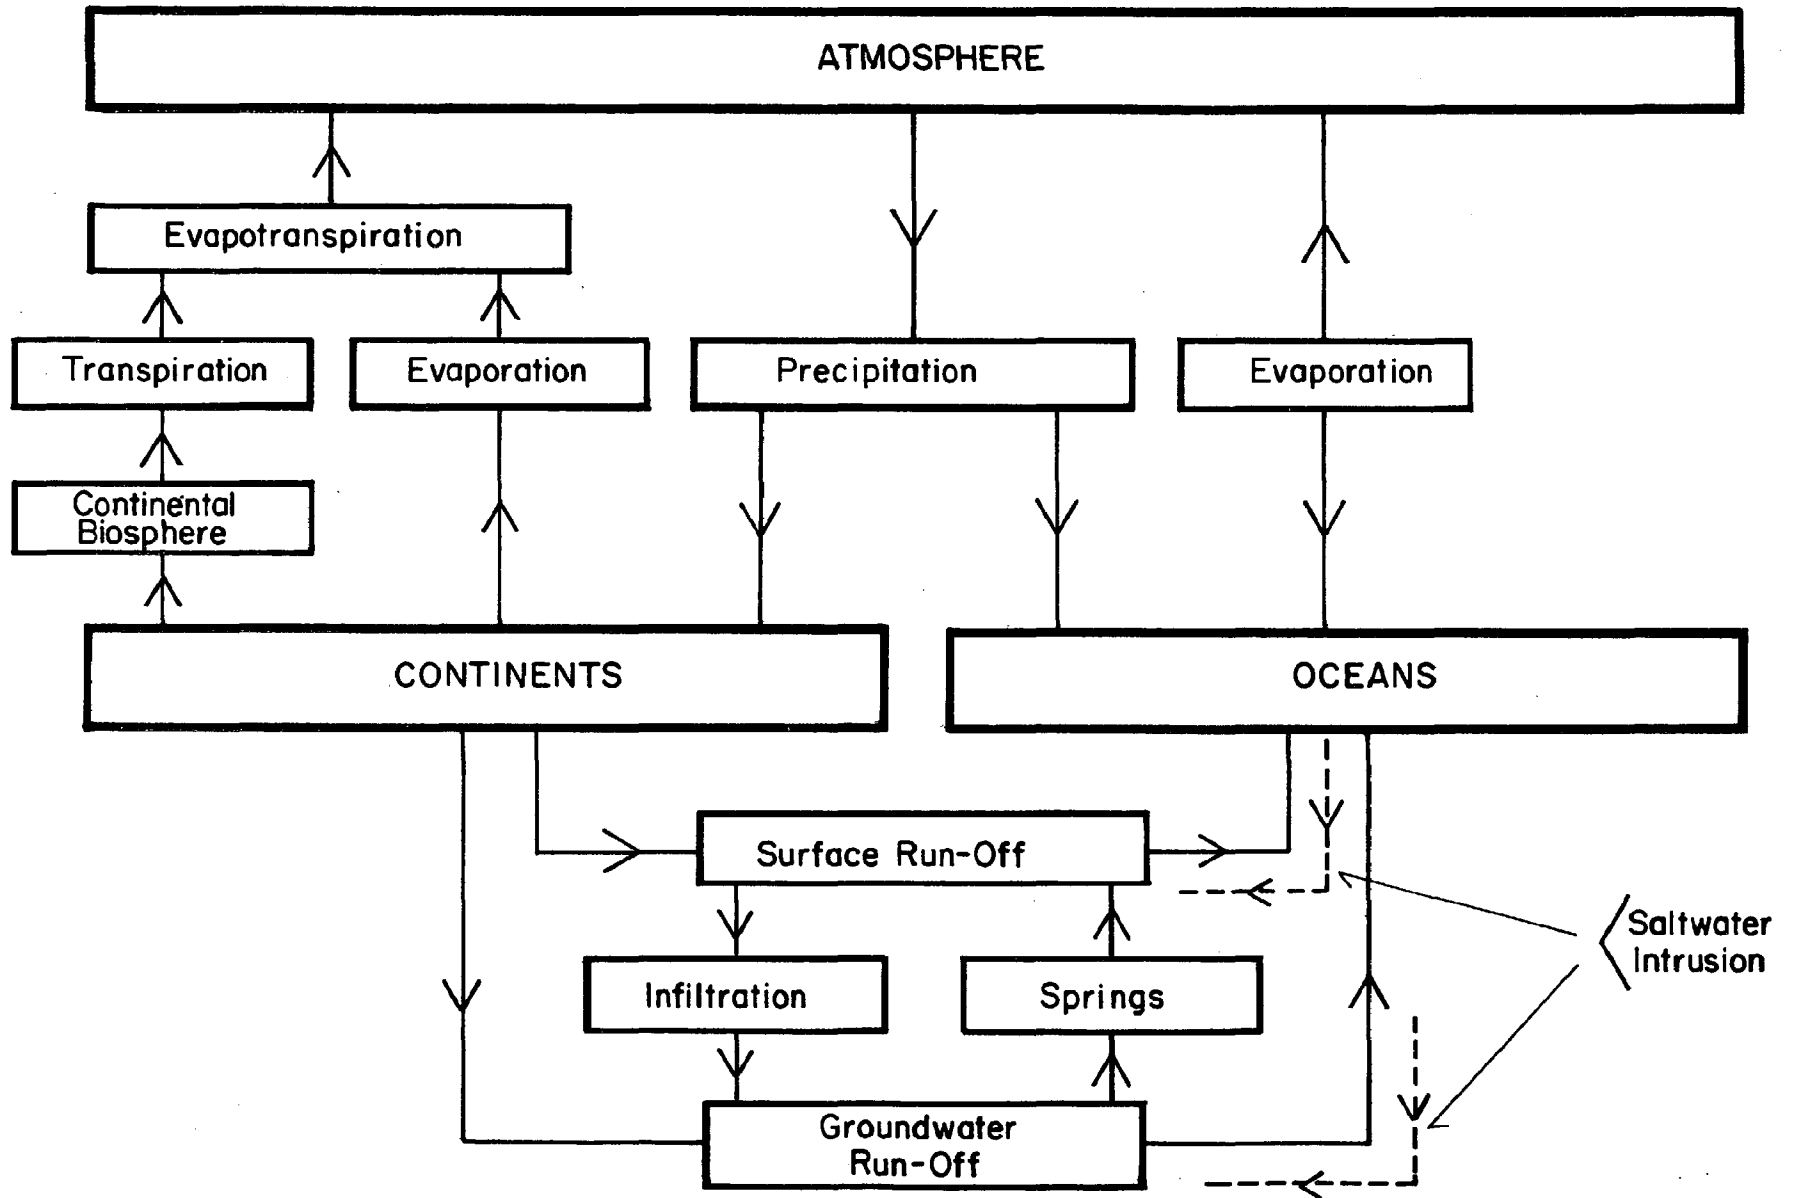 ATMOSPHERE
Evapotranspiration
Transpiration
Evaporation
Precipitation
Evaporation
Continental
Biosphere
CONTINENTS
OCEANS
Surface Run-Off
Saltwater
Intrusion
Infiltration
Springs
Groundwater
Run-Off